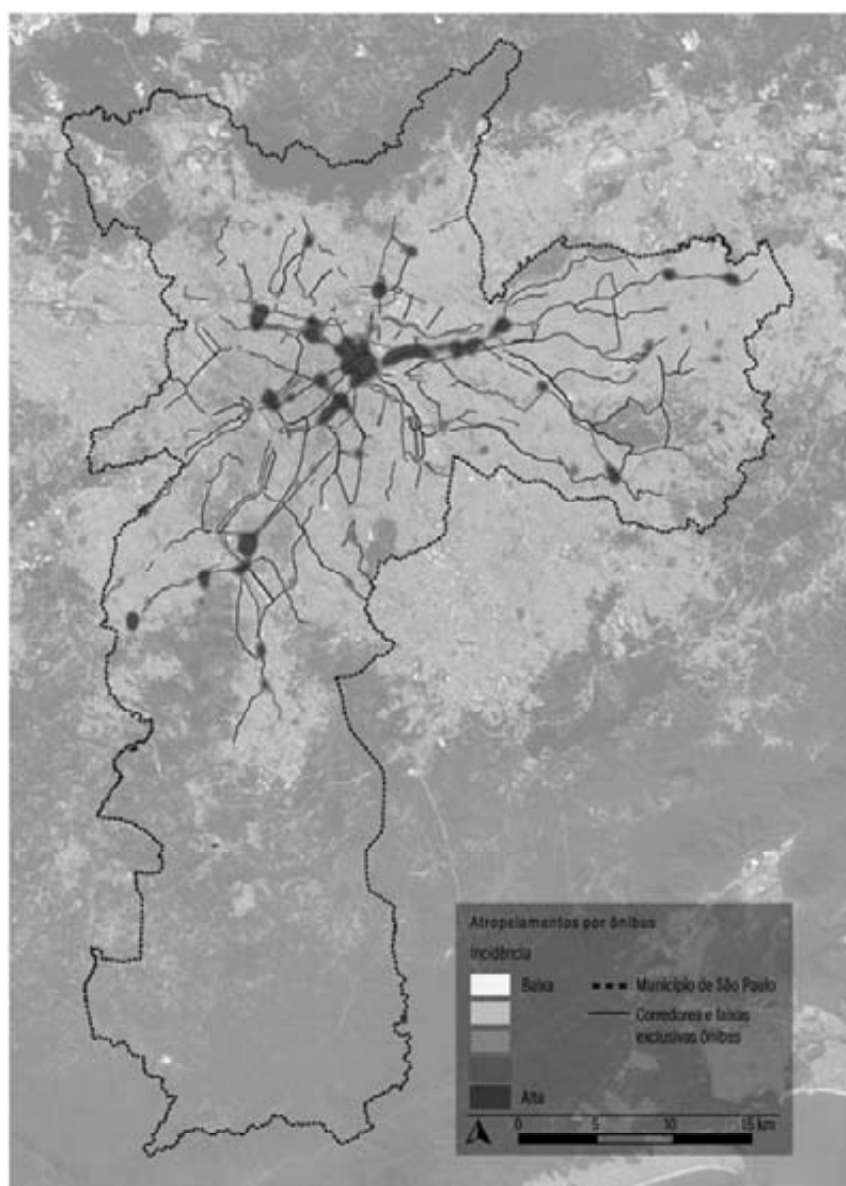 Atropelamentos por ônibus
Incidência
Baixa
Município de São Paulo
Corredores e faixas
exclusivas ônibus
Alta
0 5 10 15 km